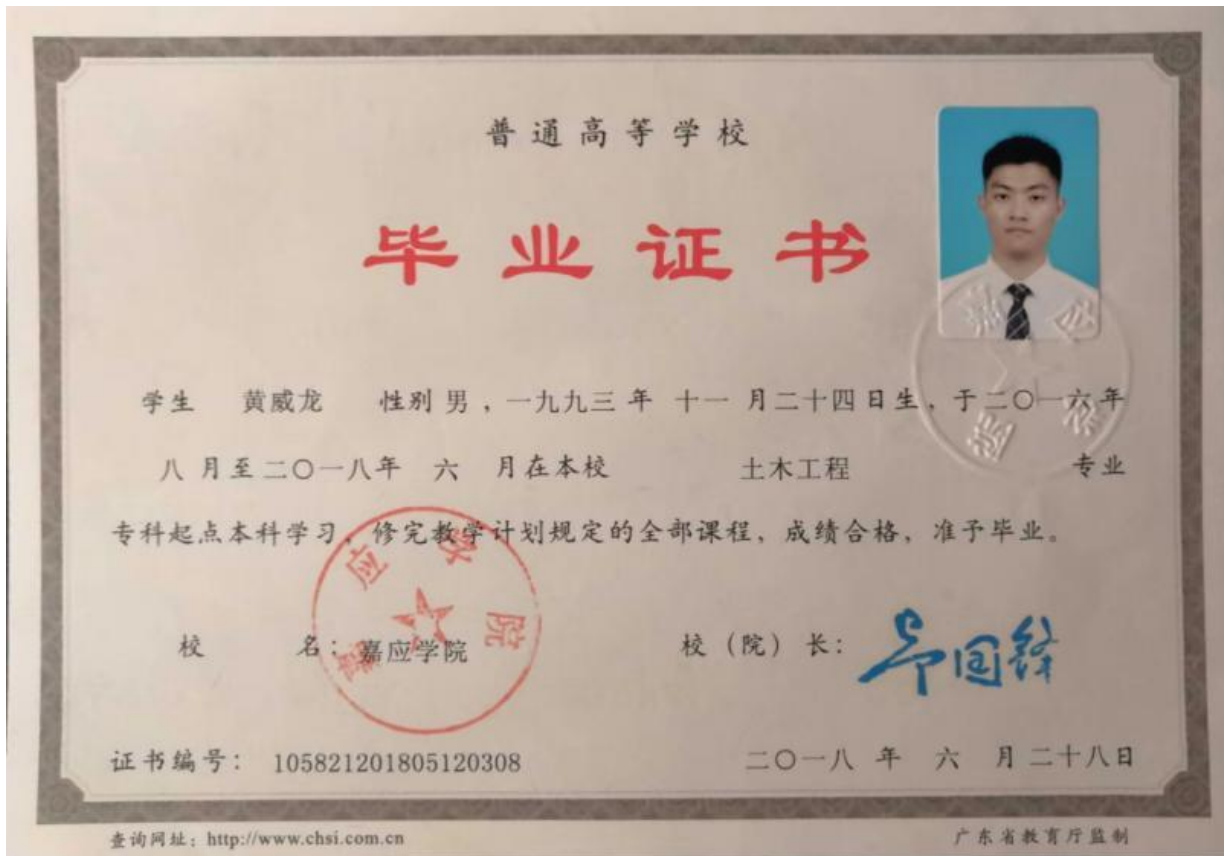 普通高等学校
毕业证书
学生 黄威龙 性别 男，一九九三年 十一 月二十四日生，于二〇一六年
八 月至二〇一八年 六 月在本校 土木工程 专业
专科起点本科学习，修完教学计划规定的全部课程，成绩合格，准予毕业。
校 名：嘉应学院
嘉应学院
校（院）长：
证书编号：105821201805120308
二〇一八 年 六 月二十八日
查询网址：http://www.chsi.com.cn
广东省教育厅监制